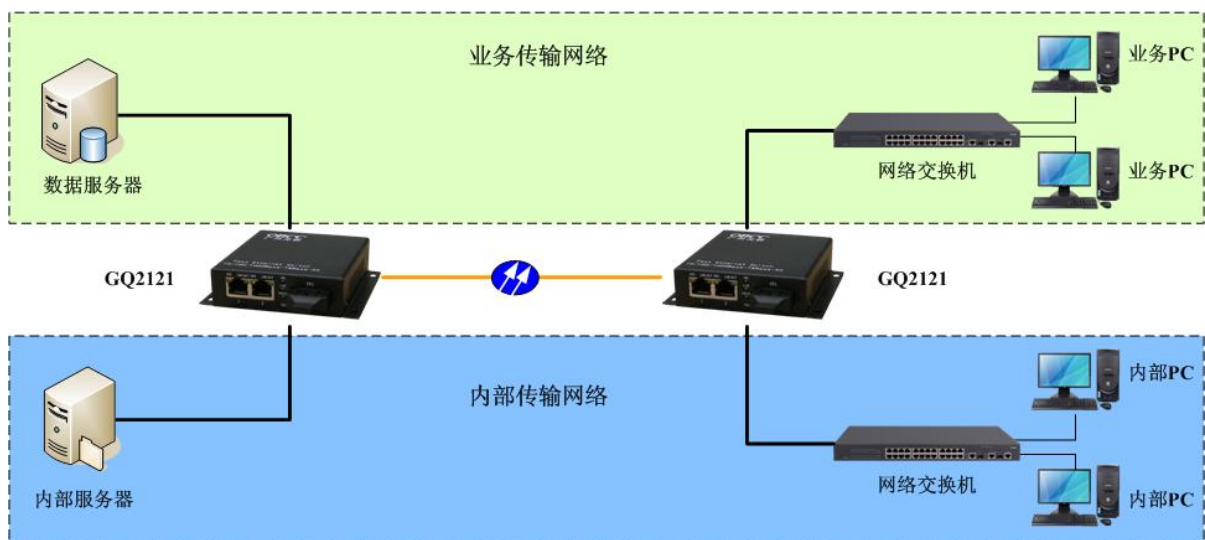 业务传输网络
业务PC
数据服务器
网络交换机
业务PC
GQ2121
GQ2121
内部传输网络
内部PC
内部服务器
网络交换机
内部PC